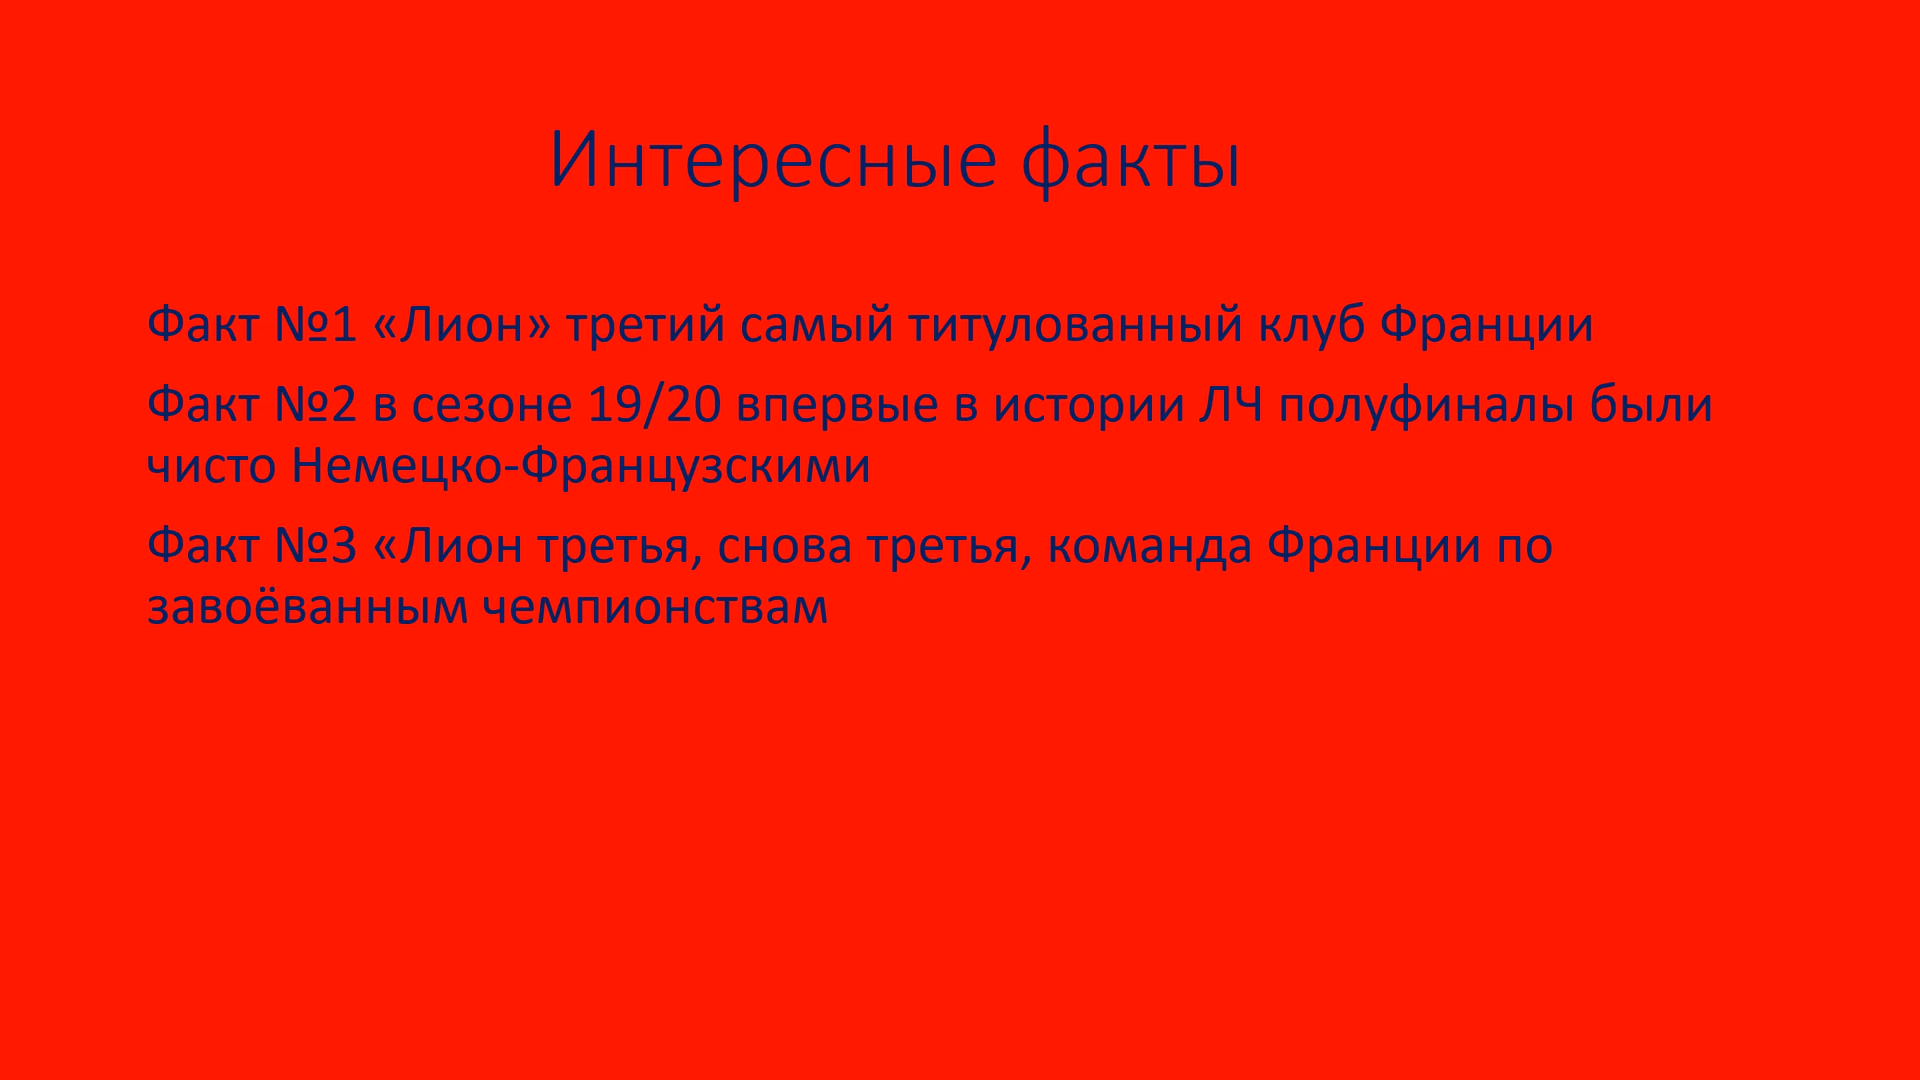 Интересные факты
Факт №1 «Лион» третий самый титулованный клуб Франции
Факт №2 в сезоне 19/20 впервые в истории ЛЧ полуфиналы были
чисто Немецко-Французскими
Факт №3 «Лион третья, снова третья, команда Франции по
завоёванным чемпионствам